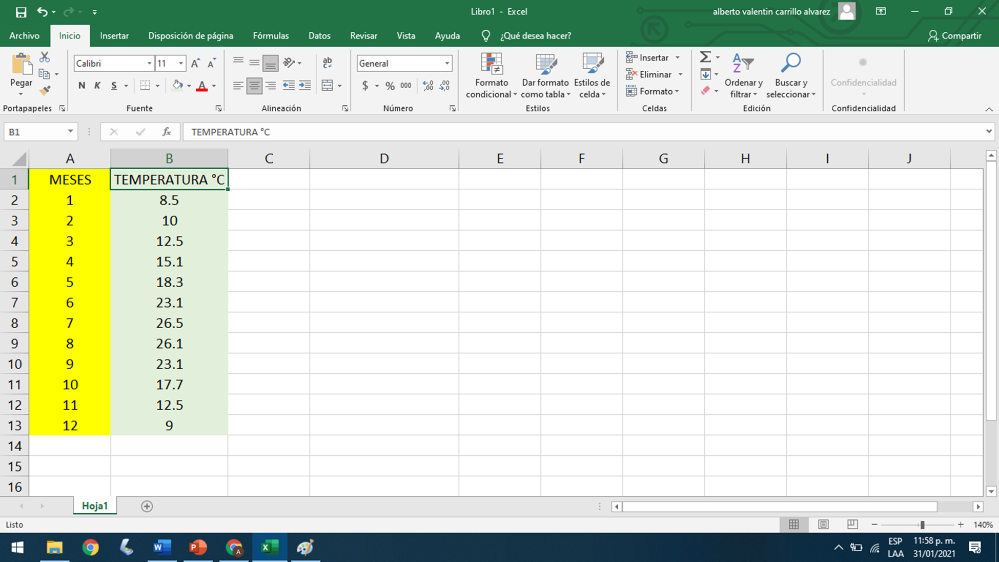 Libro1 - Excel
alberto valentin carrillo alvarez
Archivo Inicio Insertar Disposición de página Fórmulas Datos Revisar Vista Ayuda ¿Qué desea hacer? Compartir
Pegar
Portapapeles
Calibri 11
N K S A
Fuente
ab
c
Alineación
General
$ % 000
Número
Formato condicional
Dar formato como tabla
Estilos de celda
Estilos
Insertar
Eliminar
Formato
Celdas
Ordenar y filtrar
Buscar y seleccionar
Edición
Confidencialidad
Confidencialidad
B1 fx TEMPERATURA °C
A B C D E F G H I J
1 MESES TEMPERATURA °C
2 1 8.5
3 2 10
4 3 12.5
5 4 15.1
6 5 18.3
7 6 23.1
8 7 26.5
9 8 26.1
10 9 23.1
11 10 17.7
12 11 12.5
13 12 9
14
15
16
Hoja1
Listo
140%
ESP 11:58 p. m.
LAA 31/01/2021